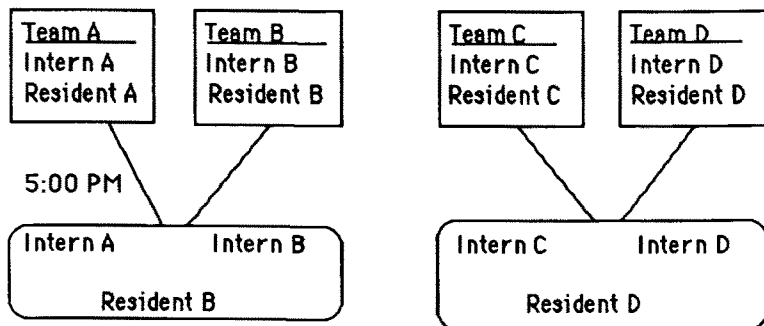 Team A
Intern A
Resident A
Team B
Intern B
Resident B
Team C
Intern C
Resident C
Team D
Intern D
Resident D
5:00 PM
Intern A Intern B
Resident B
Intern C Intern D
Resident D